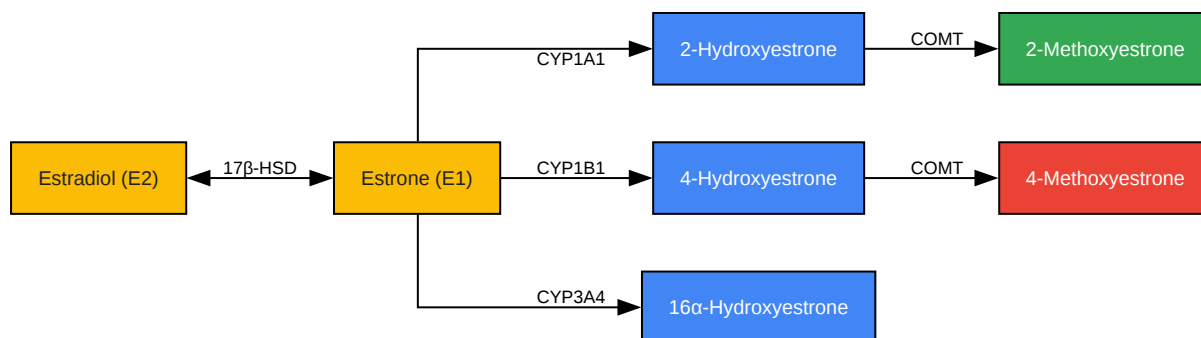 2-Hydroxyestrone
COMT
2-Methoxyestrone
CYP1A1
Estradiol (E2)
17β-HSD
Estrone (E1)
CYP1B1
4-Hydroxyestrone
COMT
4-Methoxyestrone
CYP3A4
16α-Hydroxyestrone